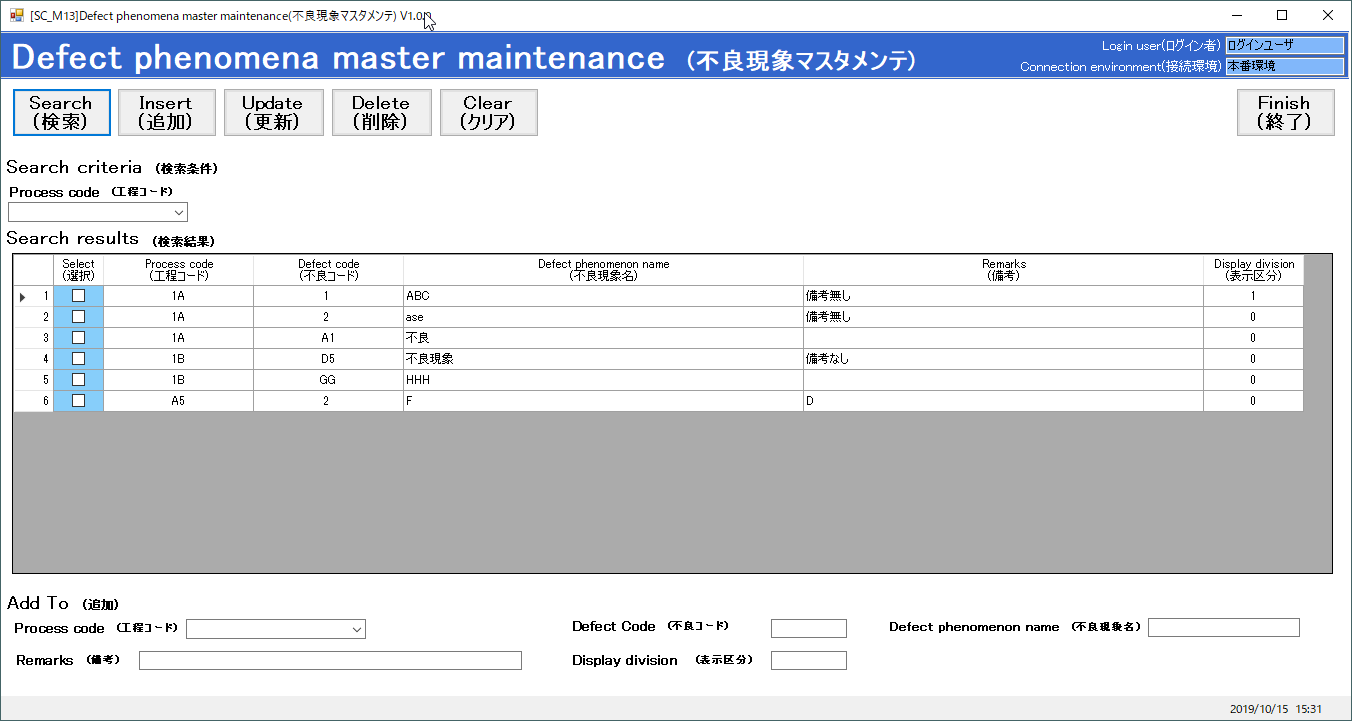 [SC_M13]Defect phenomena master maintenance(不良現象マスタメンテ) V1.0.0
Defect phenomena master maintenance (不良現象マスタメンテ)
Login user(ログイン者) ログインユーザ
Connection environment(接続環境) 本番環境
Search Insert Update Delete Clear Finish
(検索) (追加) (更新) (削除) (クリア) (終了)
Search criteria (検索条件)
Process code (工程コード)
Search results (検索結果)
Select Process code Defect code Defect phenomenon name Remarks Display division
(選択) (工程コード) (不良コード) (不良現象名) (備考) (表示区分)
1 1A 1 ABC 備考無し 1
2 1A 2 ase 備考無し 0
3 1A A1 不良 0
4 1B D5 不良現象 備考なし 0
5 1B GG HHH 0
6 A5 2 F D 0
Add To (追加)
Process code (工程コード) Defect Code (不良コード) Defect phenomenon name (不良現象名)
Remarks (備考) Display division (表示区分)
2019/10/15 15:31